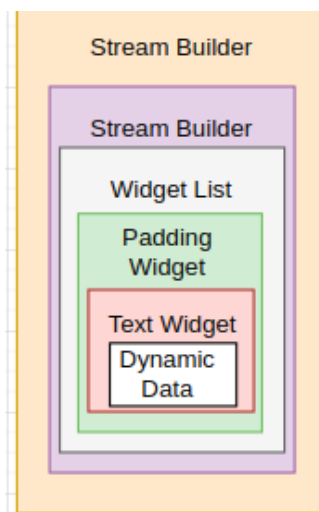 Stream Builder
Stream Builder
Widget List
Padding
Widget
Text Widget
Dynamic
Data